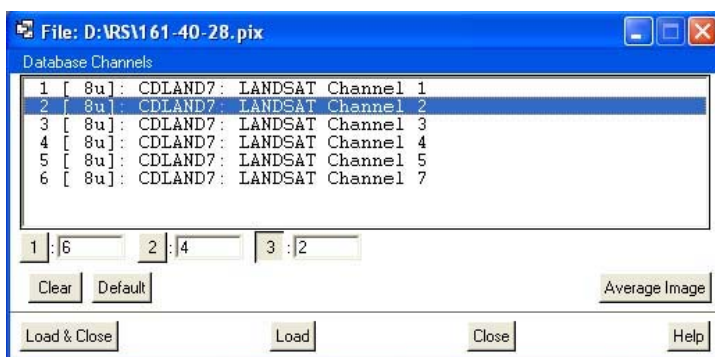 File: D:\RS\161-40-28.pix
Database Channels
1 [ 8u]: CDLAND7: LANDSAT Channel 1
2 [ 8u]: CDLAND7: LANDSAT Channel 2
3 [ 8u]: CDLAND7: LANDSAT Channel 3
4 [ 8u]: CDLAND7: LANDSAT Channel 4
5 [ 8u]: CDLAND7: LANDSAT Channel 5
6 [ 8u]: CDLAND7: LANDSAT Channel 7
1 :6 2 :4 3 :2
Clear Default Average Image
Load & Close Load Close Help